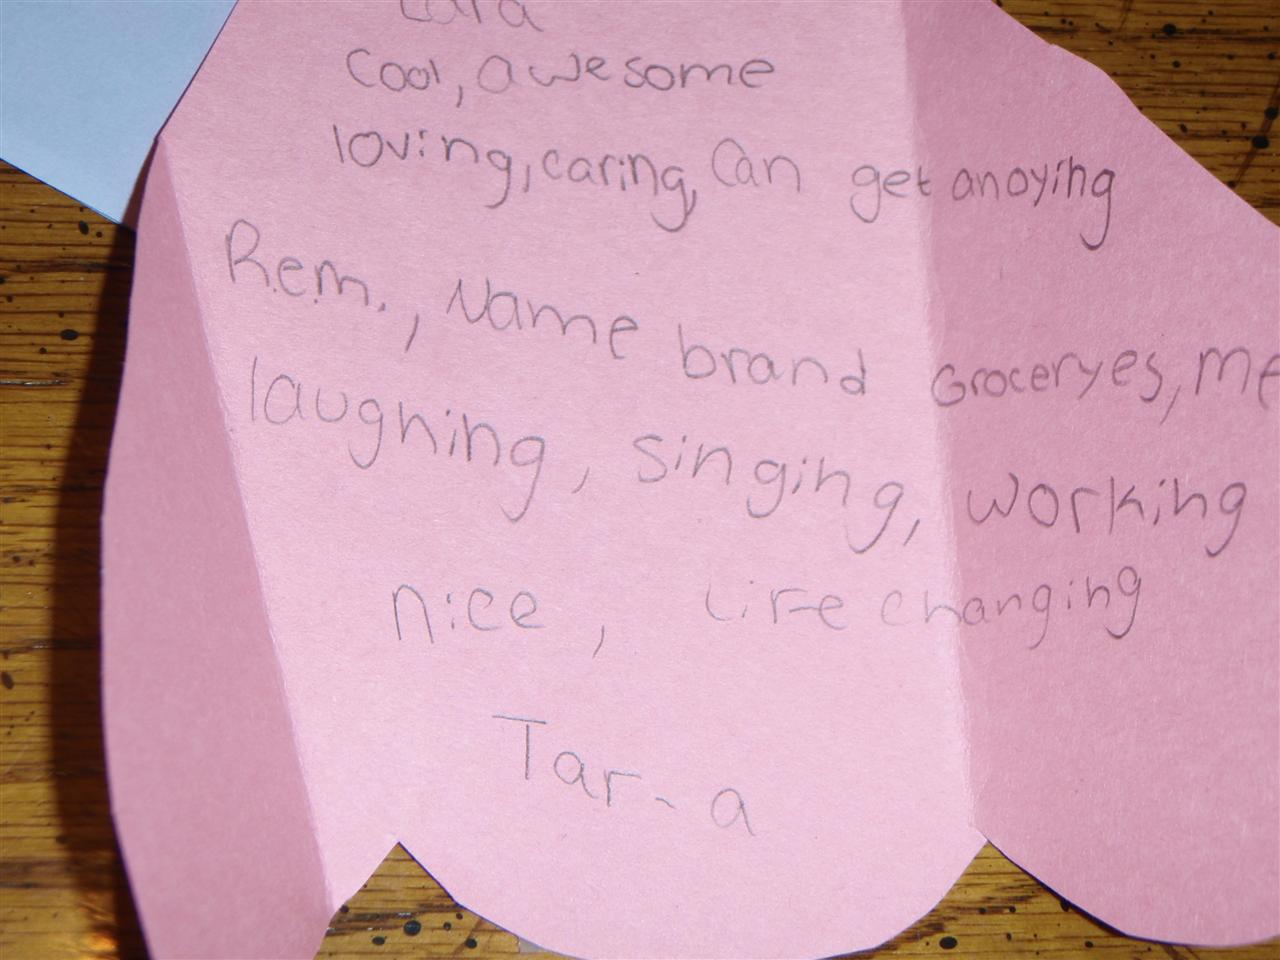 Cool, awesome
loving, caring, Can get anoying
R.e.m., Name brand Groceryes, Me
laughing, singing, working
nice, Life changing
Tar-a